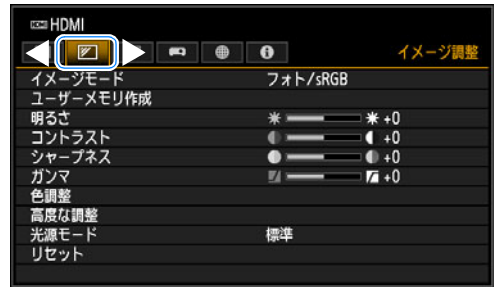 HDMI HDMI
イメージ調整
イメージモード フォト/sRGB
ユーザーメモリ作成
明るさ +0
コントラスト +0
シャープネス +0
ガンマ +0
色調整
高度な調整
光源モード 標準
リセット